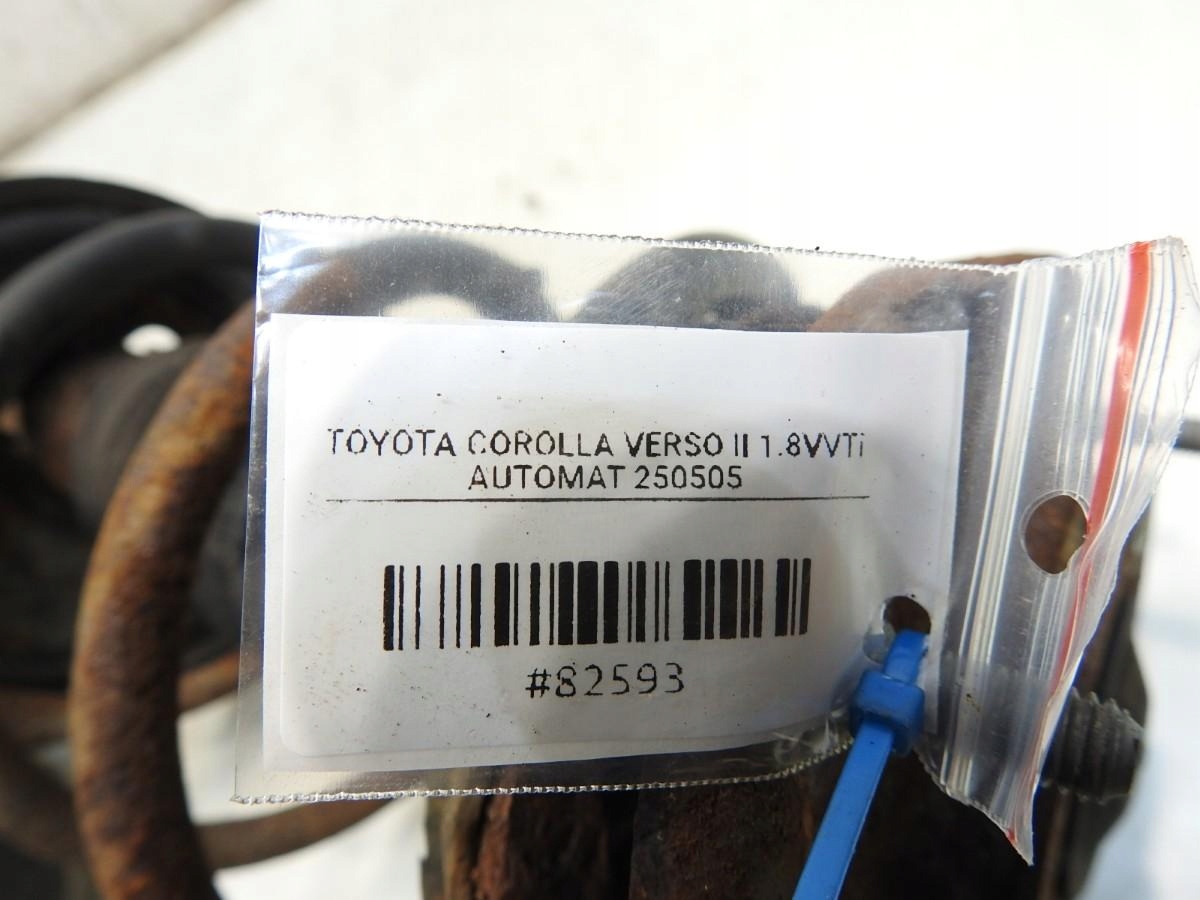 TOYOTA COROLLA VERSO II 1.8VVTi
AUTOMAT 250505
#82593